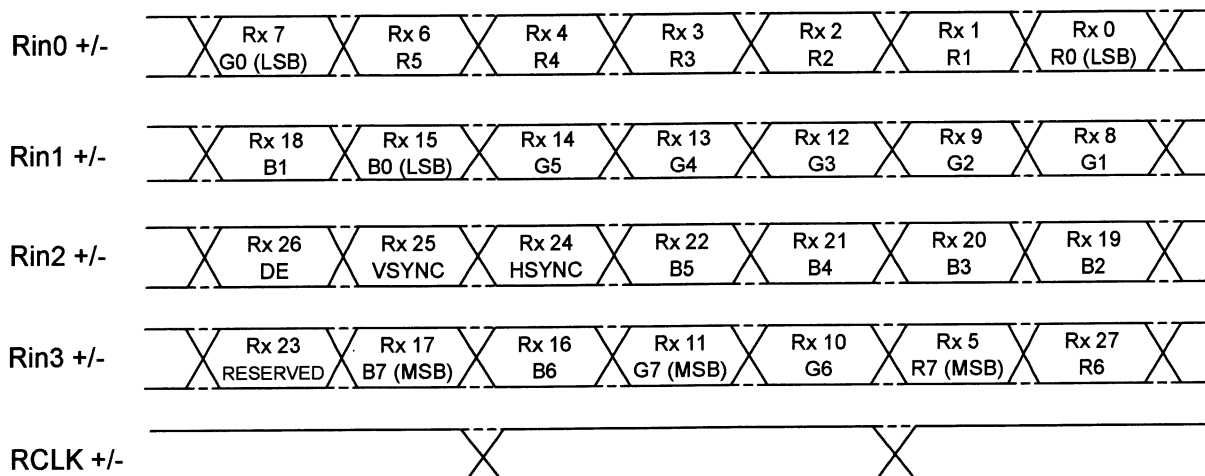 Rin0 +/-
Rx 7 Rx 6 Rx 4 Rx 3 Rx 2 Rx 1 Rx 0
G0 (LSB) R5 R4 R3 R2 R1 R0 (LSB)
Rin1 +/-
Rx 18 Rx 15 Rx 14 Rx 13 Rx 12 Rx 9 Rx 8
B1 B0 (LSB) G5 G4 G3 G2 G1
Rin2 +/-
Rx 26 Rx 25 Rx 24 Rx 22 Rx 21 Rx 20 Rx 19
DE VSYNC HSYNC B5 B4 B3 B2
Rin3 +/-
Rx 23 Rx 17 Rx 16 Rx 11 Rx 10 Rx 5 Rx 27
RESERVED B7 (MSB) B6 G7 (MSB) G6 R7 (MSB) R6
RCLK +/-